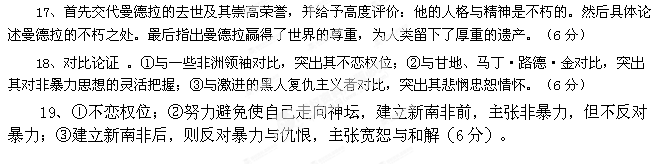 17、首先交代曼德拉的去世及其崇高荣誉，并给予高度评价：他的人格与精神是不朽的。然后具体论
述曼德拉的不朽之处。最后指出曼德拉赢得了世界的尊重，为人类留下了厚重的遗产。（6分）
18、对比论证 。①与一些非洲领袖对比，突出其不恋权位；②与甘地、马丁·路德·金对比，突出
其对非暴力思想的灵活把握；③与激进的黑人复仇主义者对比，突出其悲悯忠恕情怀。（6分）
19、①不恋权位；②努力避免使自己走向神坛，建立新南非前，主张非暴力，但不反对
暴力；③建立新南非后，则反对暴力与仇恨，主张宽恕与和解（6分）。